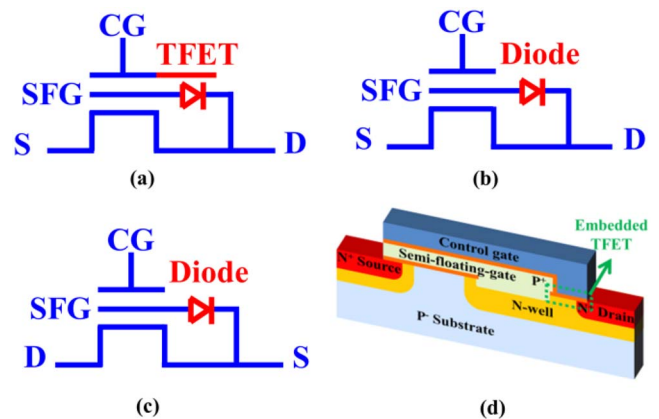 CG
TFET
SFG
S
D
(a)
CG
Diode
SFG
S
D
(b)
CG
Diode
SFG
D
S
(c)
Embedded
TFET
Control gate
N+ Source
Semi-floating-gate
P+
N-well
N+ Drain
P- Substrate
(d)